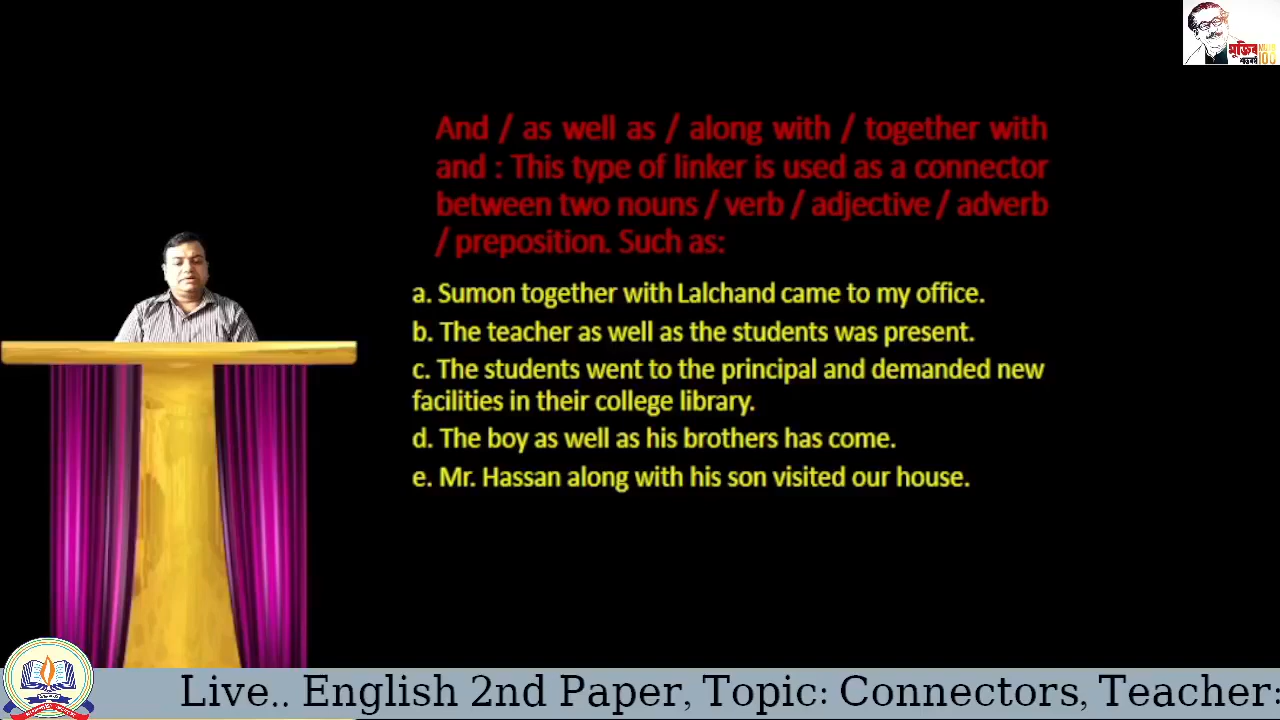 মুজিব
শতবর্ষ
100
And / as well as / along with / together with
and : This type of linker is used as a connector
between two nouns / verb / adjective / adverb
/ preposition. Such as:
a. Sumon together with Lalchand came to my office.
b. The teacher as well as the students was present.
c. The students went to the principal and demanded new
facilities in their college library.
d. The boy as well as his brothers has come.
e. Mr. Hassan along with his son visited our house.
Live.. English 2nd Paper, Topic: Connectors, Teacher: